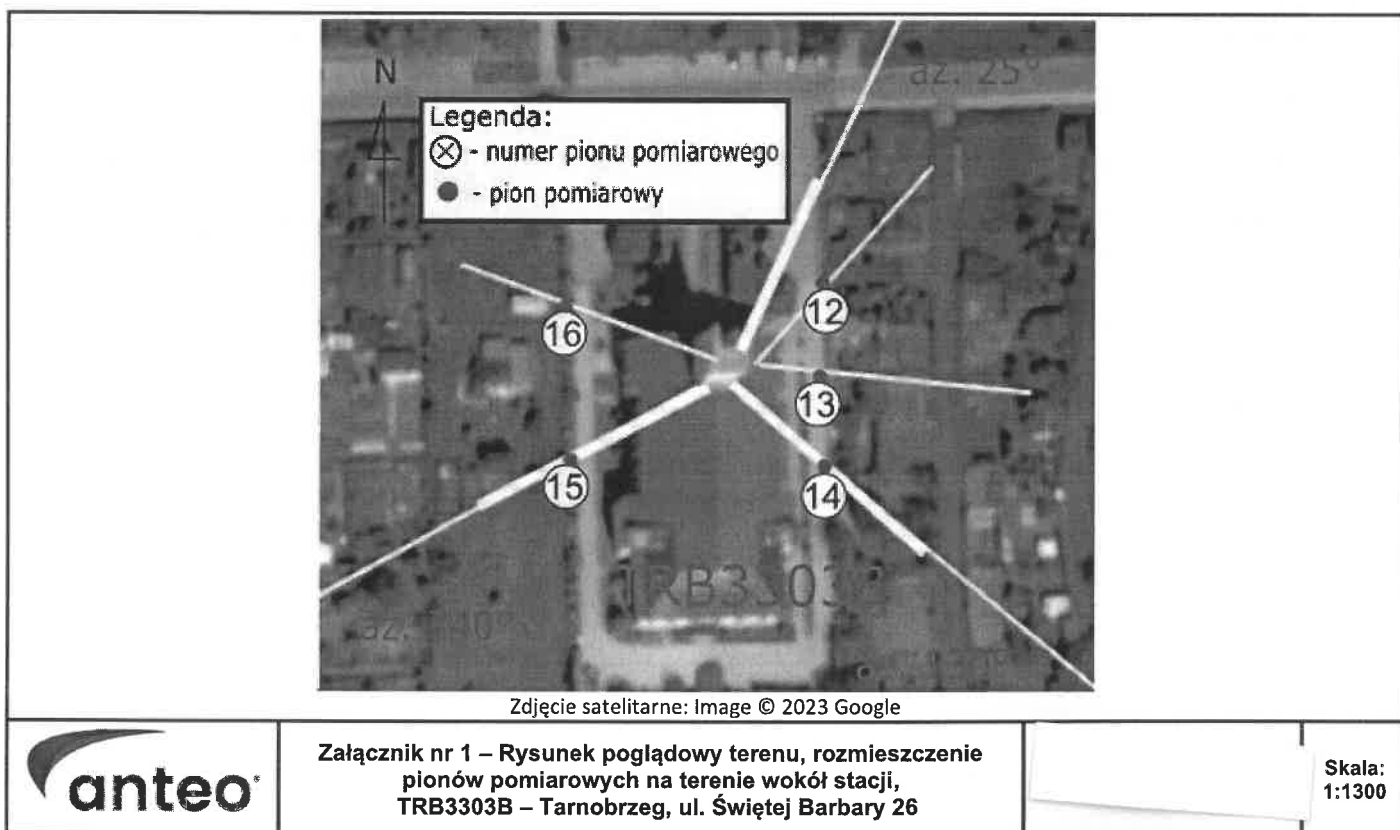 N
az. 25°
Legenda:
- numer pionu pomiarowego
- pion pomiarowy
16
12
13
15
14
Zdjęcie satelitarne: Image © 2023 Google
anteo
Załącznik nr 1 – Rysunek poglądowy terenu, rozmieszczenie
pionów pomiarowych na terenie wokół stacji,
TRB3303B – Tarnobrzeg, ul. Świętej Barbary 26
Skala:
1:1300